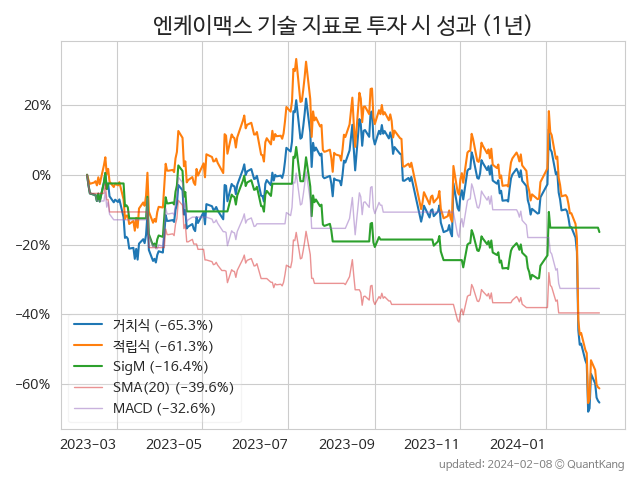 엔케이맥스 기술 지표로 투자 시 성과 (1년)
20%
0%
−20%
−40%
−60%
거치식 (−65.3%)
적립식 (−61.3%)
SigM (−16.4%)
SMA(20) (−39.6%)
MACD (−32.6%)
2023−03
2023−05
2023−07
2023−09
2023−11
2024−01
updated: 2024−02−08 © QuantKang